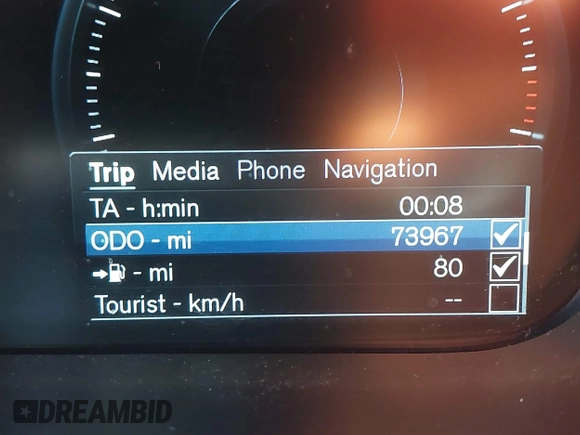 Trip Media Phone Navigation
TA - h:min 00:08
ODO - mi 73967
- mi 80
Tourist - km/h --
DREAMBID